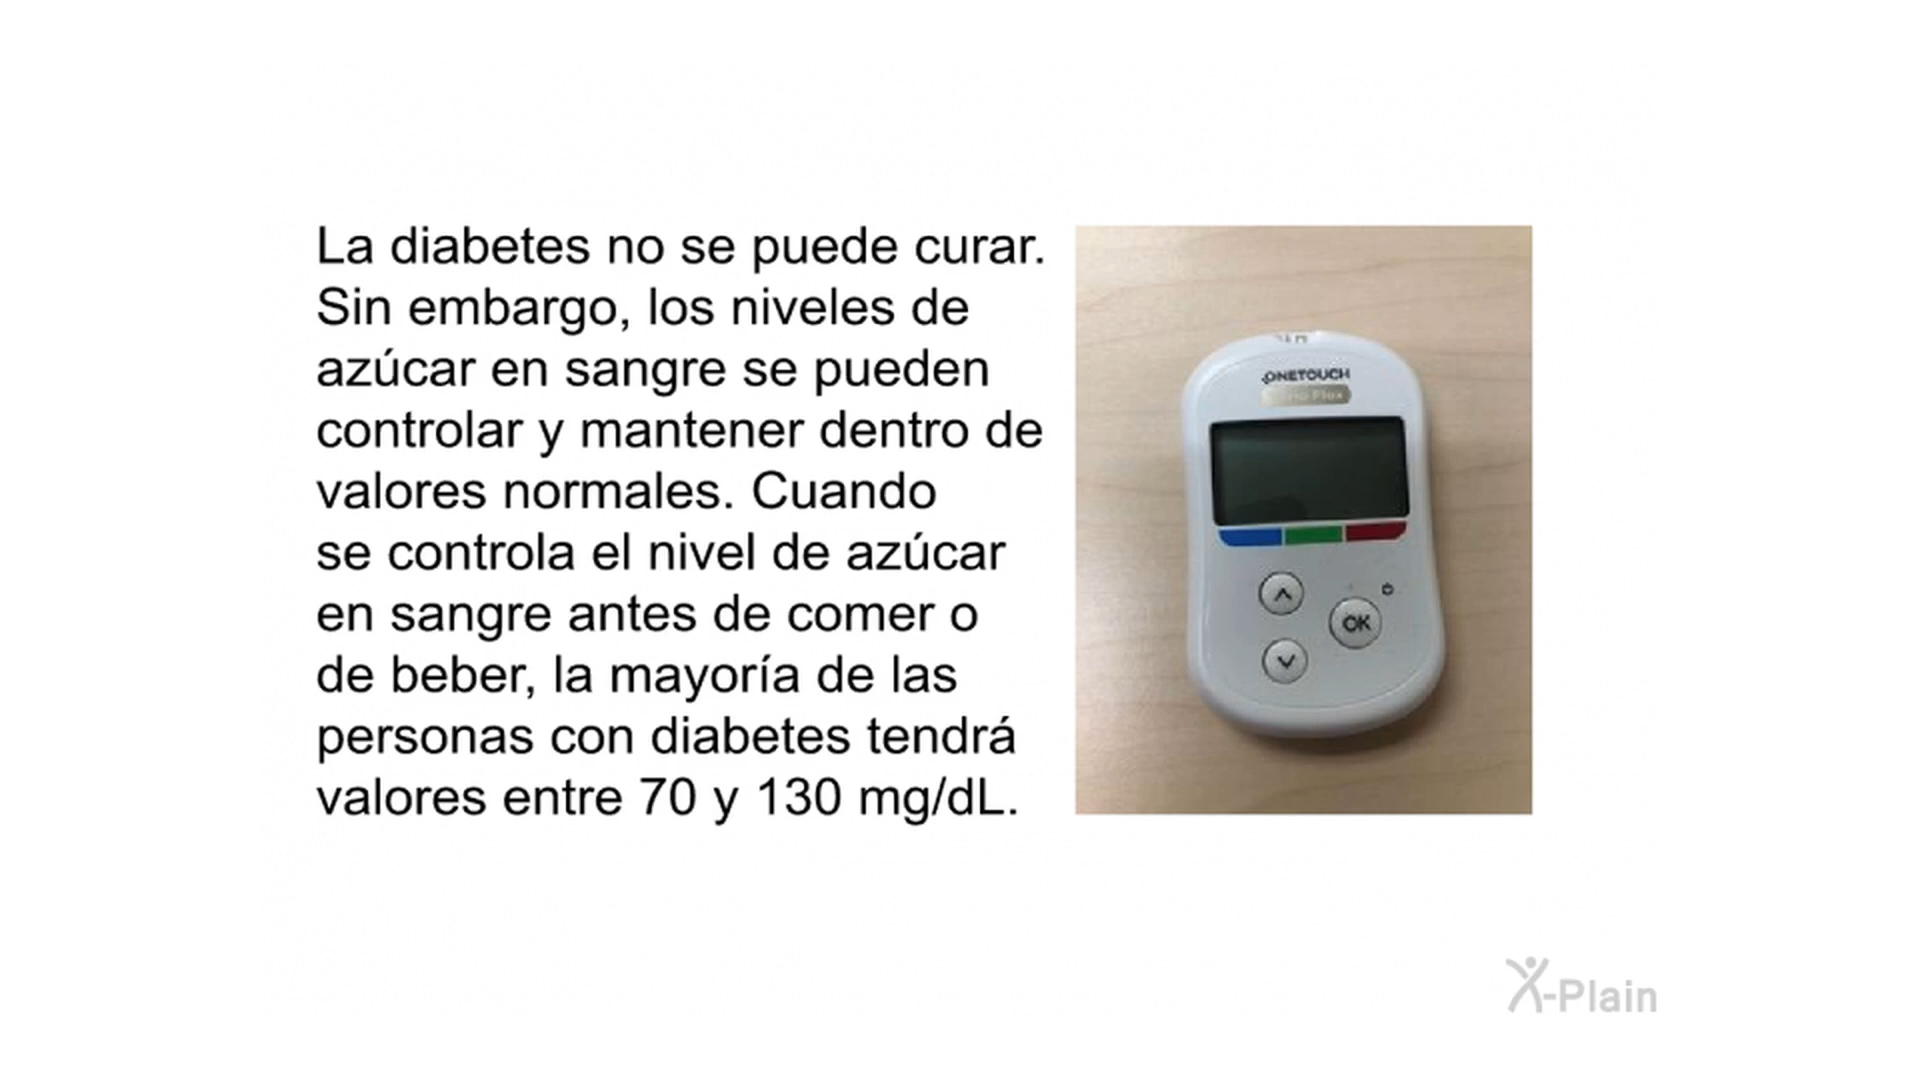 La diabetes no se puede curar.
Sin embargo, los niveles de
azúcar en sangre se pueden
controlar y mantener dentro de
valores normales. Cuando
se controla el nivel de azúcar
en sangre antes de comer o
de beber, la mayoría de las
personas con diabetes tendrá
valores entre 70 y 130 mg/dL.
ONETOUCH
OK
X-Plain